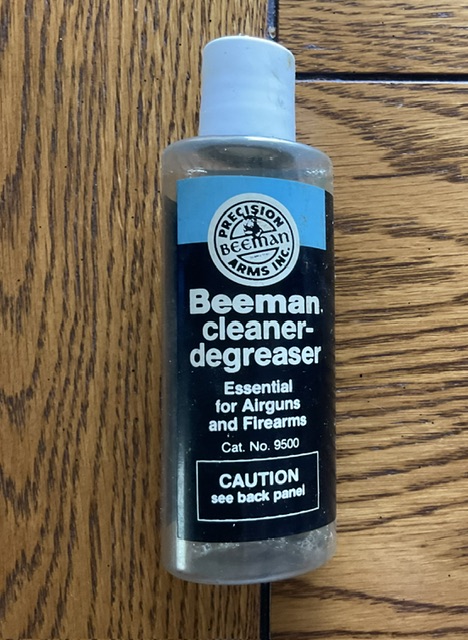 PRECISION
BEEMAN
ARMS INC.
Beeman.
cleaner-
degreaser
Essential
for Airguns
and Firearms
Cat. No. 9500
CAUTION
see back panel